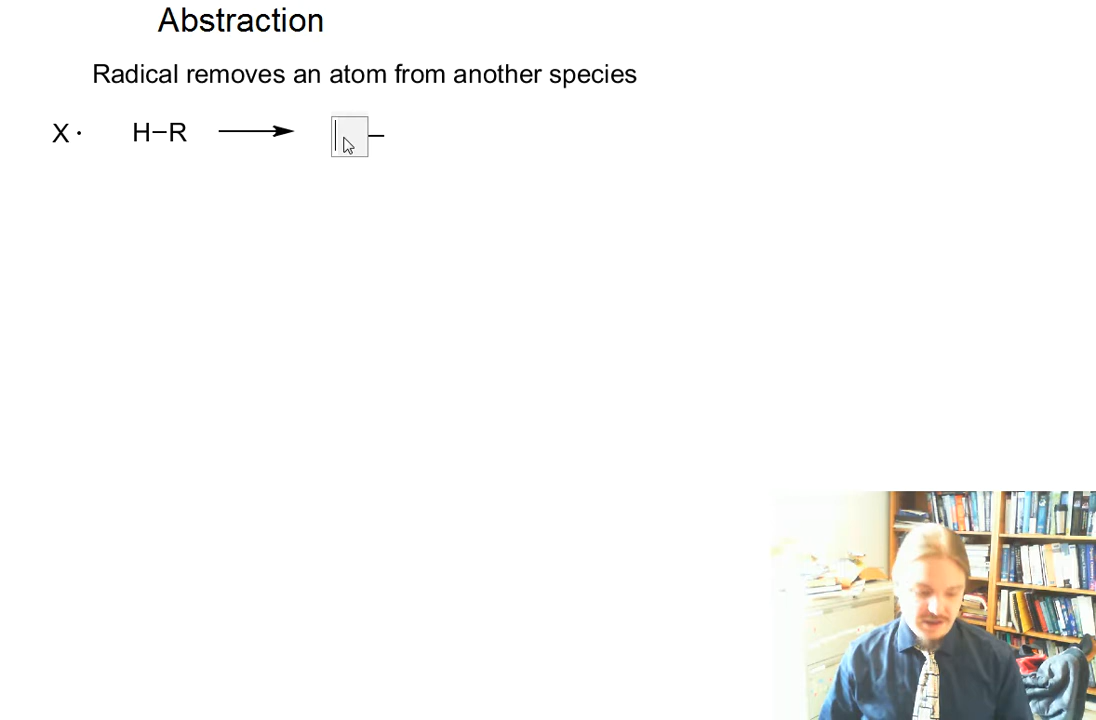 Abstraction
Radical removes an atom from another species
X · H–R ⟶ –